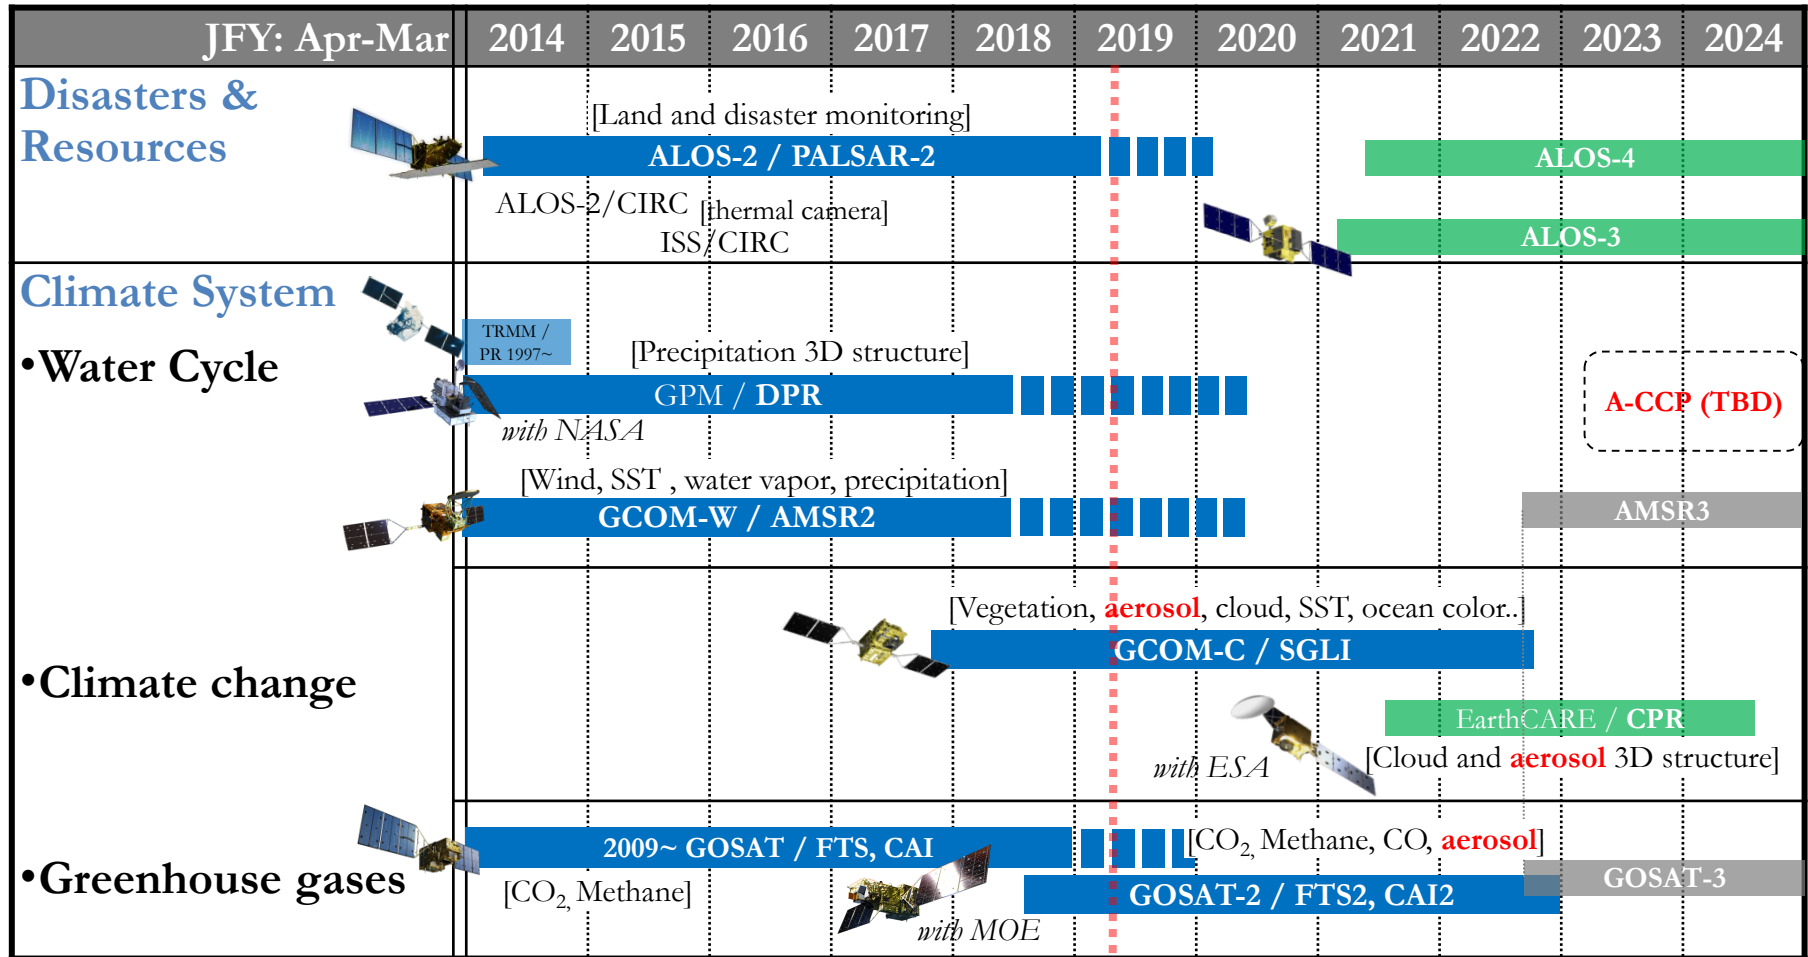 JFY: Apr-Mar 2014 2015 2016 2017 2018 2019 2020 2021 2022 2023 2024
Disasters &
Resources
[Land and disaster monitoring]
ALOS-2 / PALSAR-2
ALOS-4
ALOS-2/CIRC [thermal camera]
ISS/CIRC
ALOS-3
Climate System
•Water Cycle
TRMM /
PR 1997~
[Precipitation 3D structure]
GPM / DPR
with NASA
A-CCP (TBD)
[Wind, SST , water vapor, precipitation]
GCOM-W / AMSR2
AMSR3
•Climate change
[Vegetation, aerosol, cloud, SST, ocean color..]
GCOM-C / SGLI
EarthCARE / CPR
with ESA
[Cloud and aerosol 3D structure]
•Greenhouse gases
2009~ GOSAT / FTS, CAI
[CO2, Methane, CO, aerosol]
[CO2, Methane]
GOSAT-2 / FTS2, CAI2
GOSAT-3
with MOE